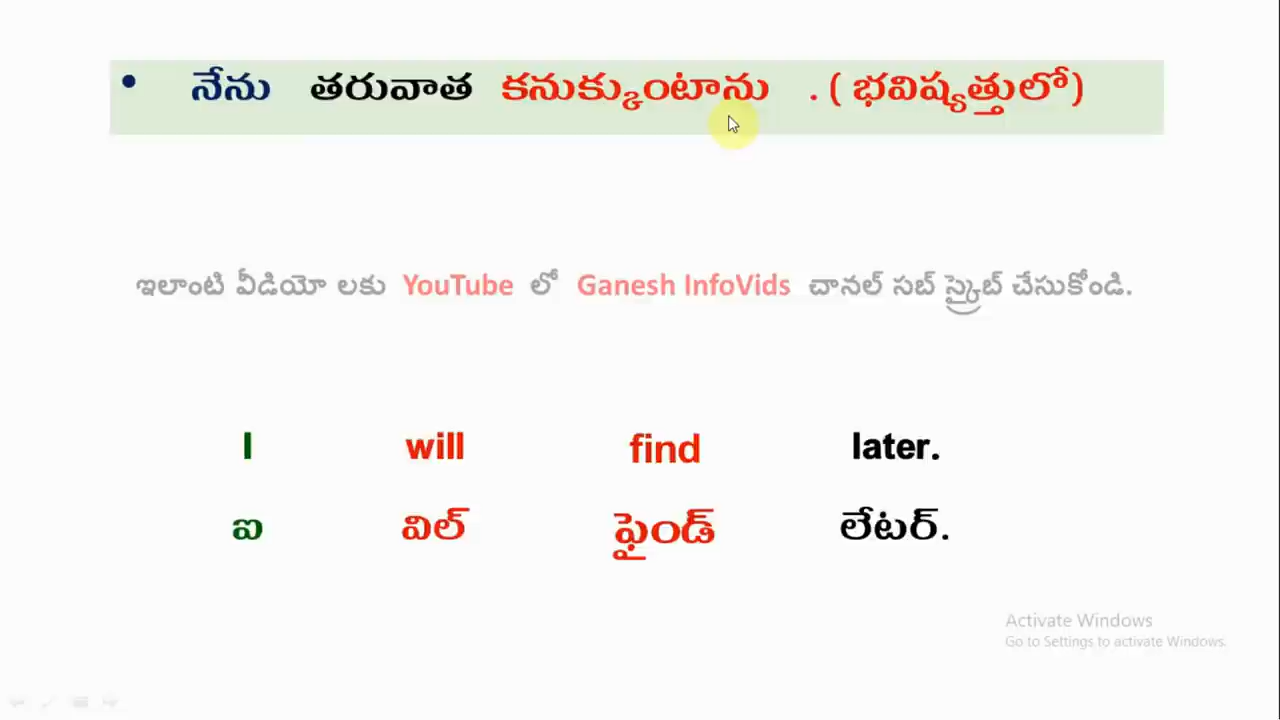 • నేను తరువాత కనుక్కుంటాను . ( భవిష్యత్తులో)
ఇలాంటి వీడియో లకు YouTube లో Ganesh InfoVids చానల్ సబ్ స్క్రైబ్ చేసుకోండి.
I will find later.
ఐ విల్ ఫైండ్ లేటర్.
Activate Windows
Go to Settings to activate Windows.